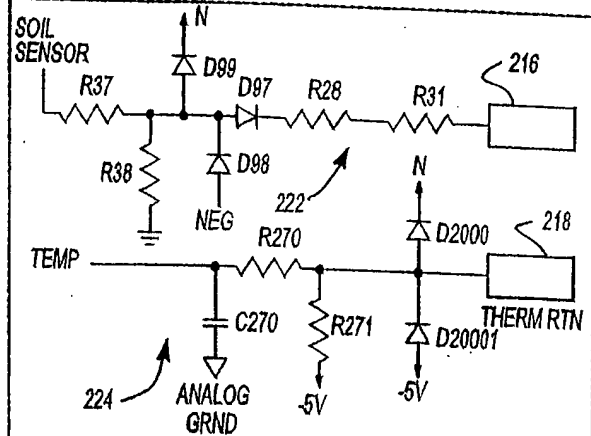 N
SOIL
SENSOR
R37
D99
D97
R28
R31
216
R38
D98
NEG
222
N
R270
D2000
218
TEMP
C270
R271
D20001
THERM RTN
224
ANALOG
GRND
-5V
-5V